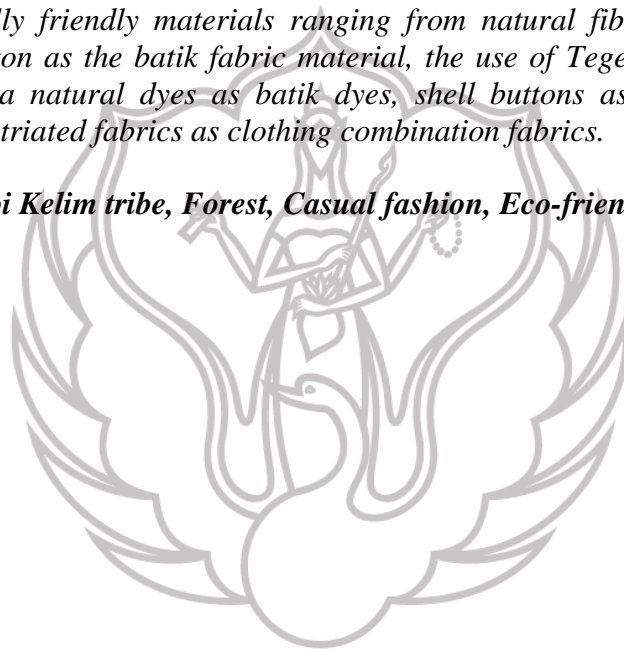 lly friendly materials ranging from natural fib
ton as the batik fabric material, the use of Tege
a natural dyes as batik dyes, shell buttons as
triated fabrics as clothing combination fabrics.
i Kelim tribe, Forest, Casual fashion, Eco-frien